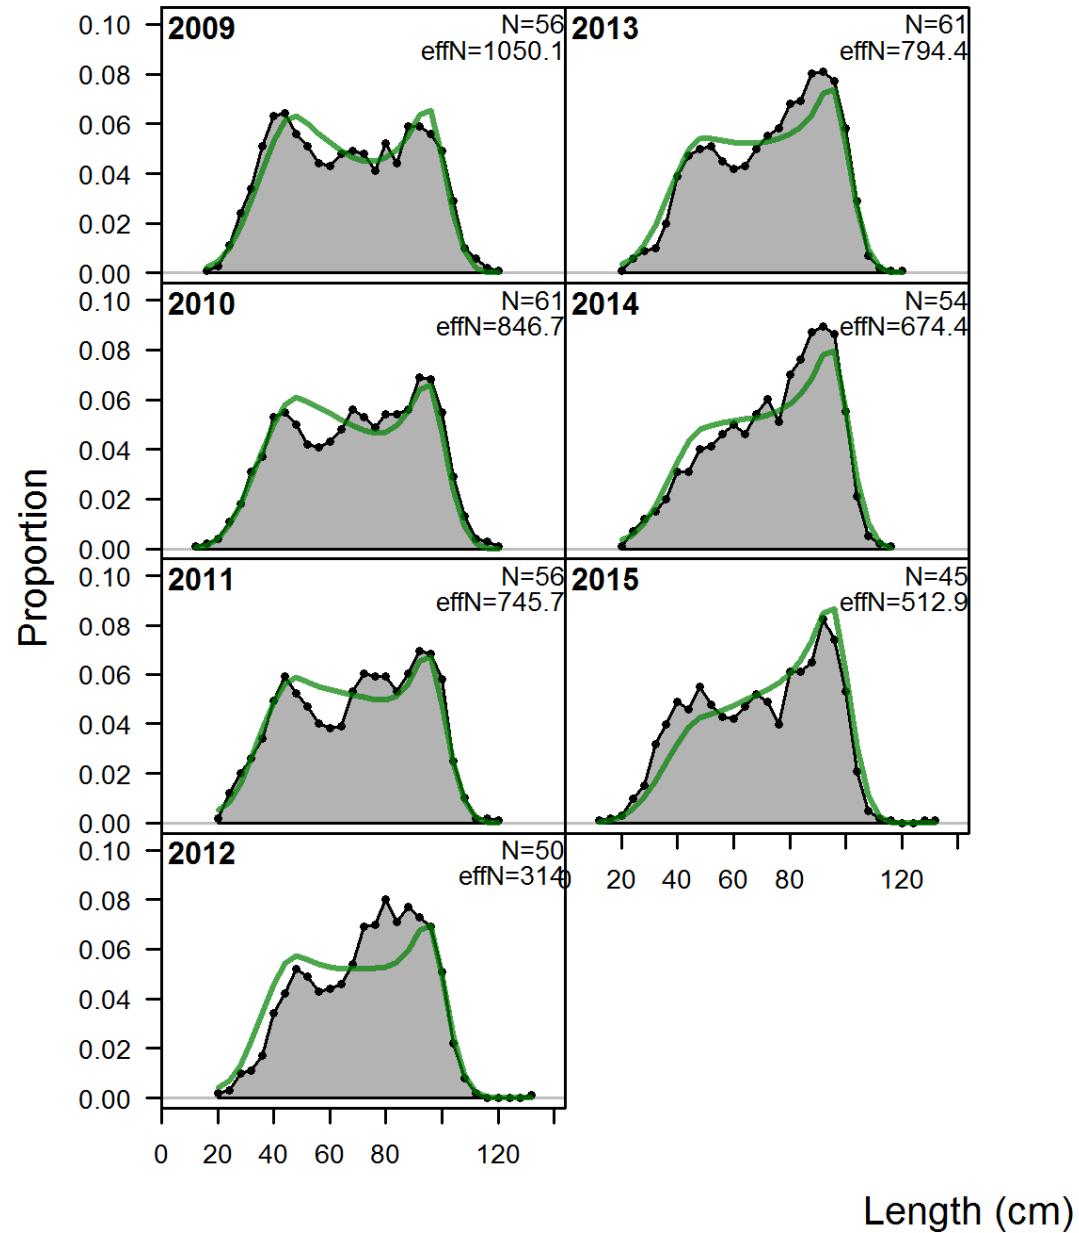 Proportion
0.10
0.08
0.06
0.04
0.02
0.00
2009
N=56
effN=1050.1
2013
N=61
effN=794.4
0.10
0.08
0.06
0.04
0.02
0.00
2010
N=61
effN=846.7
2014
N=54
effN=674.4
0.10
0.08
0.06
0.04
0.02
0.00
2011
N=56
effN=745.7
2015
N=45
effN=512.9
0 20 40 60 80 120
0.10
0.08
0.06
0.04
0.02
0.00
2012
N=50
effN=314
0 20 40 60 80 120
Length (cm)